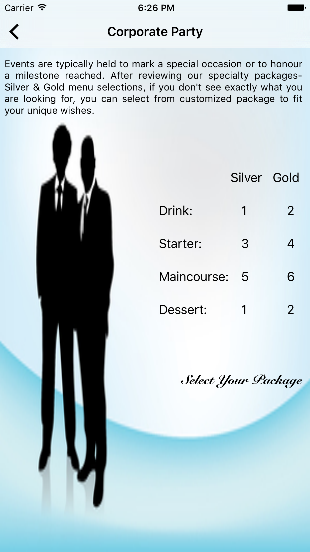 Carrier 6:26 PM
Corporate Party
Events are typically held to mark a special occasion or to honour
a milestone reached. After reviewing our specialty packages-
Silver & Gold menu selections, if you don't see exactly what you
are looking for, you can select from customized package to fit
your unique wishes.
Silver Gold
Drink: 1 2
Starter: 3 4
Maincourse: 5 6
Dessert: 1 2
Select Your Package